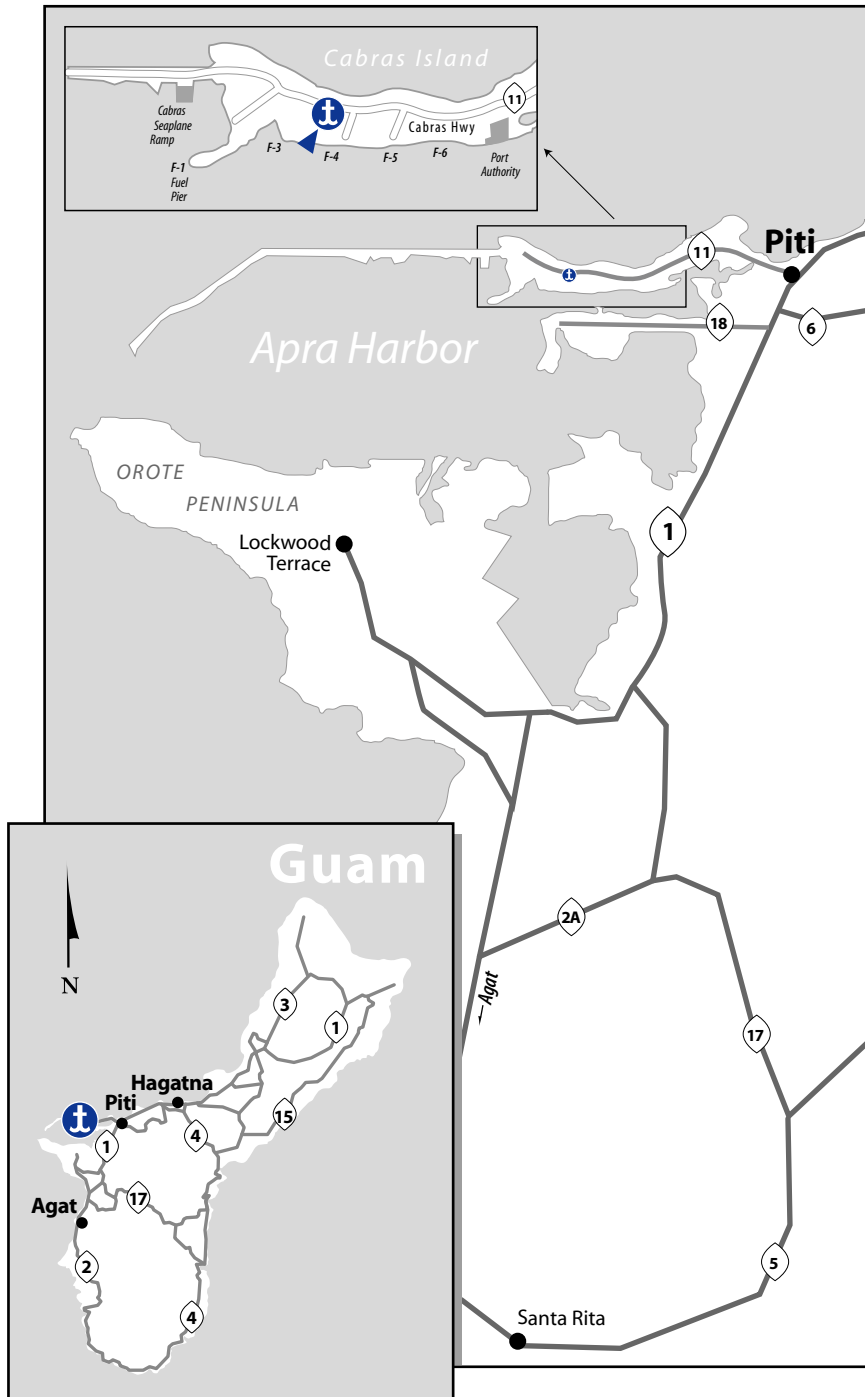 Cabras Island
11
Cabras
Seaplane
Ramp
Cabras Hwy
F-3
F-4
F-5
F-6
Port
Authority
F-1
Fuel
Pier
Piti
11
18
6
Apra Harbor
OROTE
PENINSULA
1
Lockwood
Terrace
2A
Agat
17
5
Santa Rita
Guam
N
3
1
Hagatna
Piti
15
4
1
17
Agat
2
4